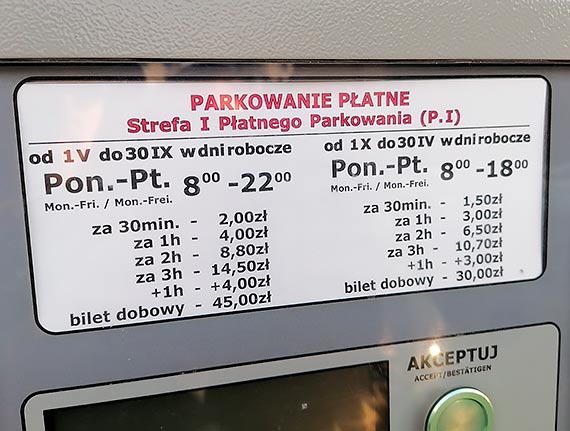 PARKOWANIE PŁATNE
Strefa I Płatnego Parkowania (P.I)
od 1V do 30 IX w dni robocze
Pon.-Pt. 8⁰⁰ -22⁰⁰
Mon.-Fri. / Mon.-Frei.
za 30min. - 2,00zł
za 1h - 4,00zł
za 2h - 8,80zł
za 3h - 14,50zł
+1h - +4,00zł
bilet dobowy - 45,00zł
od 1X do 30 IV w dni robocze
Pon.-Pt. 8⁰⁰ -18⁰⁰
Mon.-Fri. / Mon.-Frei.
za 30min. - 1,50zł
za 1h - 3,00zł
za 2h - 6,50zł
za 3h - 10,70zł
+1h - +3,00zł
bilet dobowy - 30,00zł
AKCEPTUJ
ACCEPT/BESTÄTIGEN